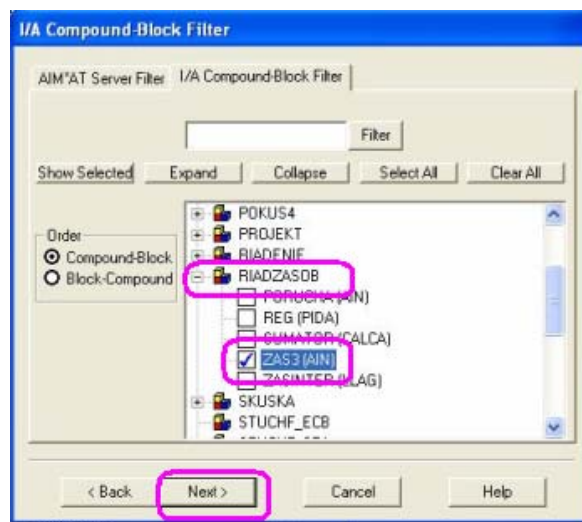 I/A Compound-Block Filter
AIM*AT Server Filter I/A Compound-Block Filter
Filter
Show Selected Expand Collapse Select All Clear All
Order
Compound-Block
Block-Compound
POKUS4
PROJEKT
RIADENIE
RIADZASOB
PORUCHA (AIN)
REG (PIDA)
SUMATOR (CALCA)
ZAS3 (AIN)
ZASINTER (LLAG)
SKUSKA
STUCHF_ECB
< Back Next > Cancel Help